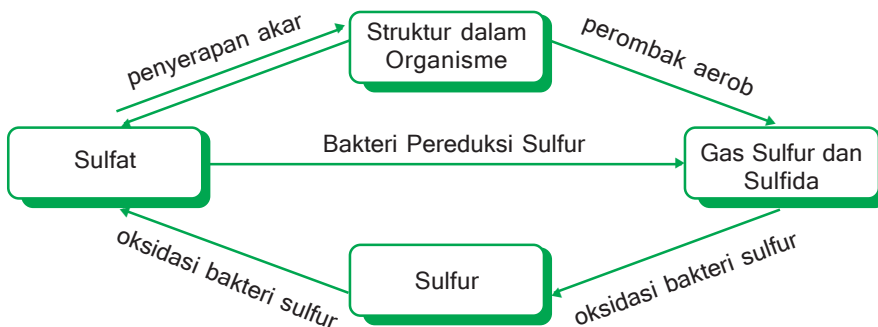 penyerapan akar
Struktur dalam
Organisme
perombak aerob
Sulfat
Bakteri Pereduksi Sulfur
Gas Sulfur dan
Sulfida
oksidasi bakteri sulfur
Sulfur
oksidasi bakteri sulfur